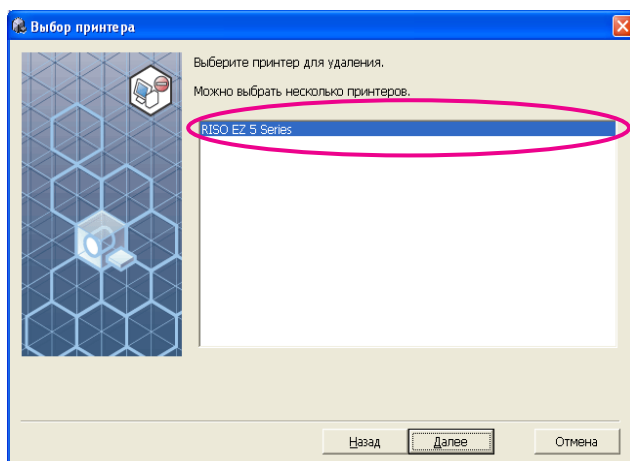 Выбор принтера
Выберите принтер для удаления.
Можно выбрать несколько принтеров.
RISO EZ 5 Series
Назад
Далее
Отмена